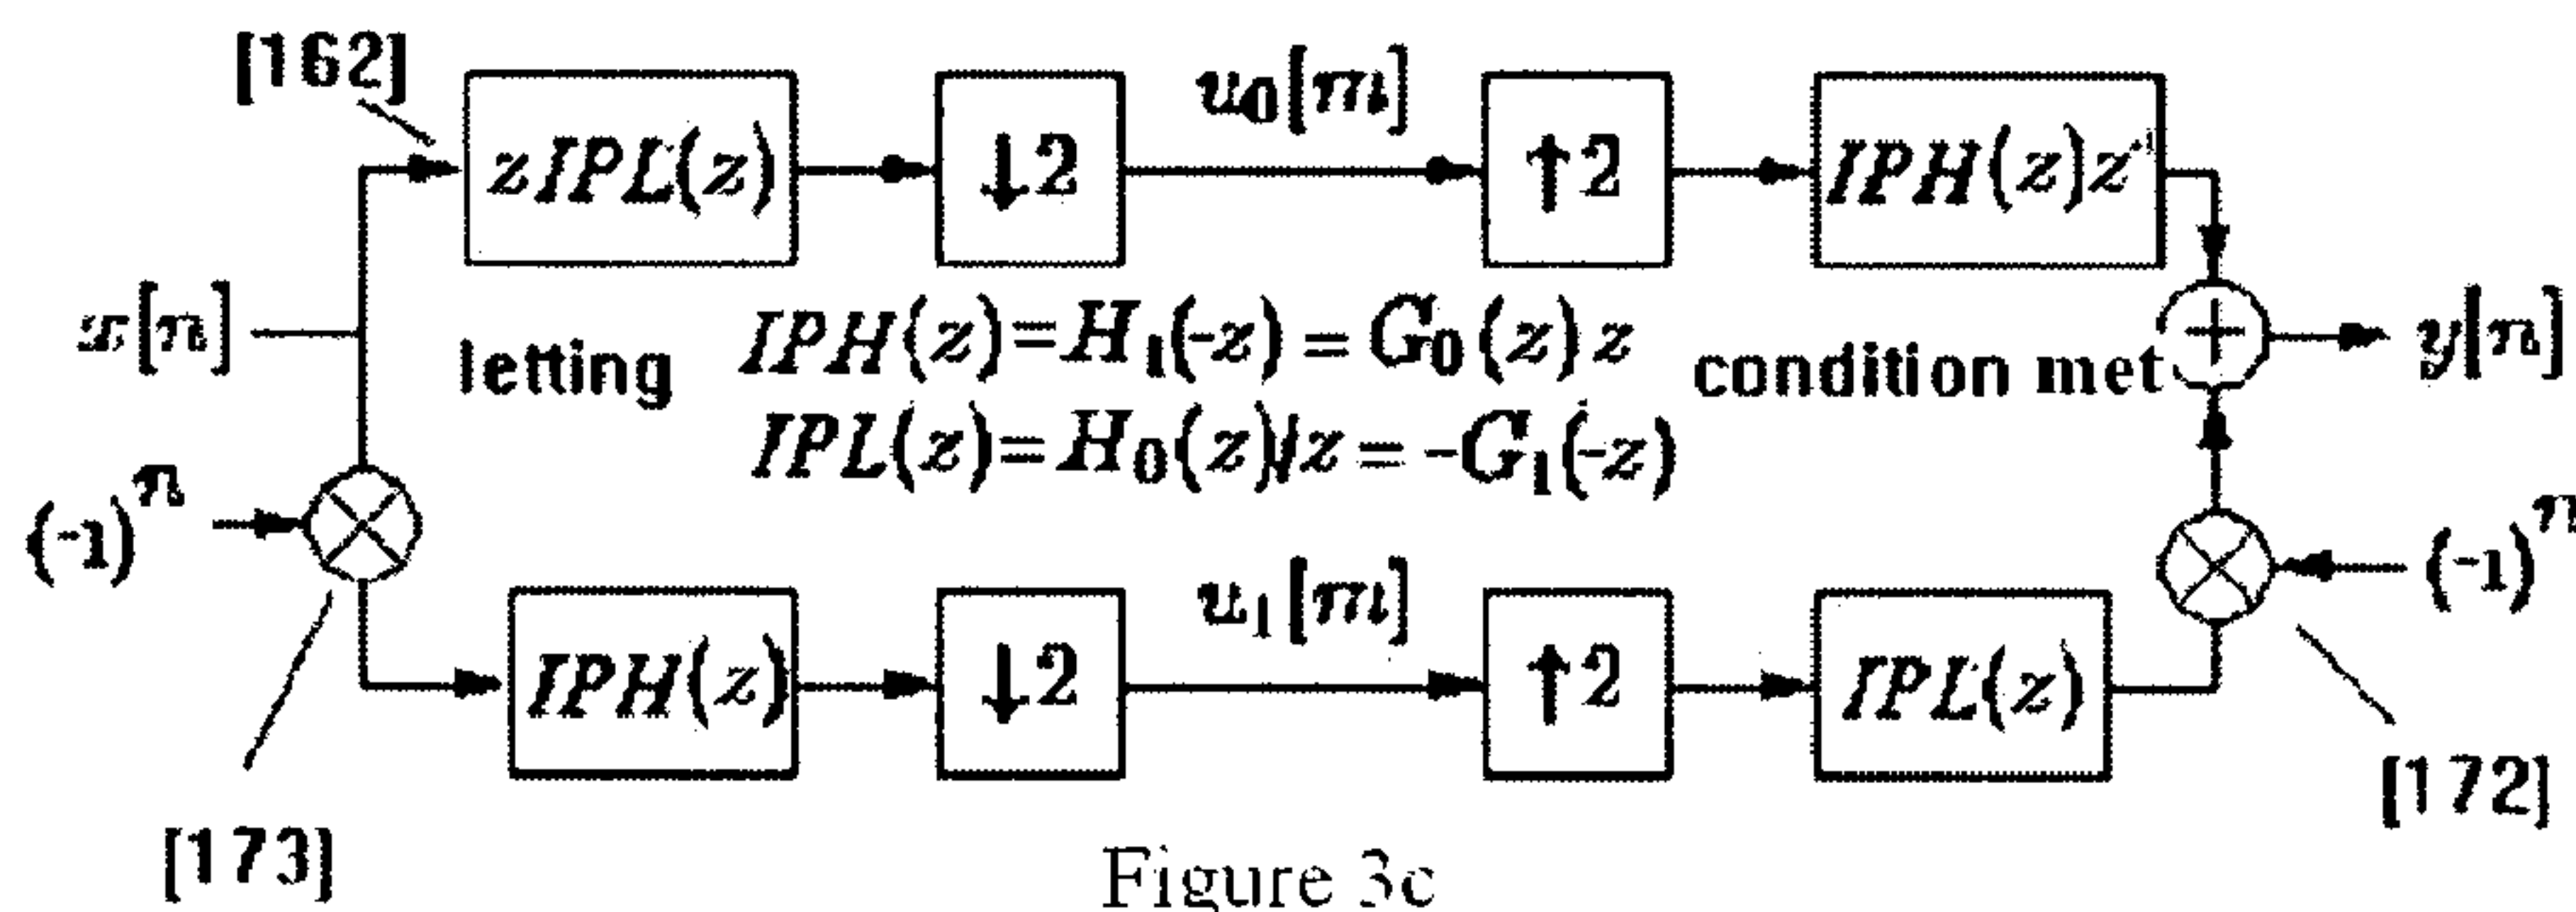 [162]
zIPL(z)
↓2
u₀[m]
↑2
IPH(z)z⁻¹
x[n]
letting
IPH(z)=H₁(-z) = G₀(z)z
IPL(z)=H₀(z)/z = -G₁(-z)
condition met
+
y[n]
(-1)ⁿ
IPH(z)
↓2
u₁[m]
↑2
IPL(z)
(-1)ⁿ
[173]
[172]
Figure 3c